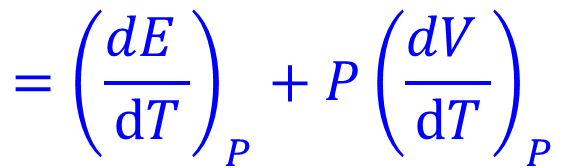 = (dE/dT)_P + P (dV/dT)_P